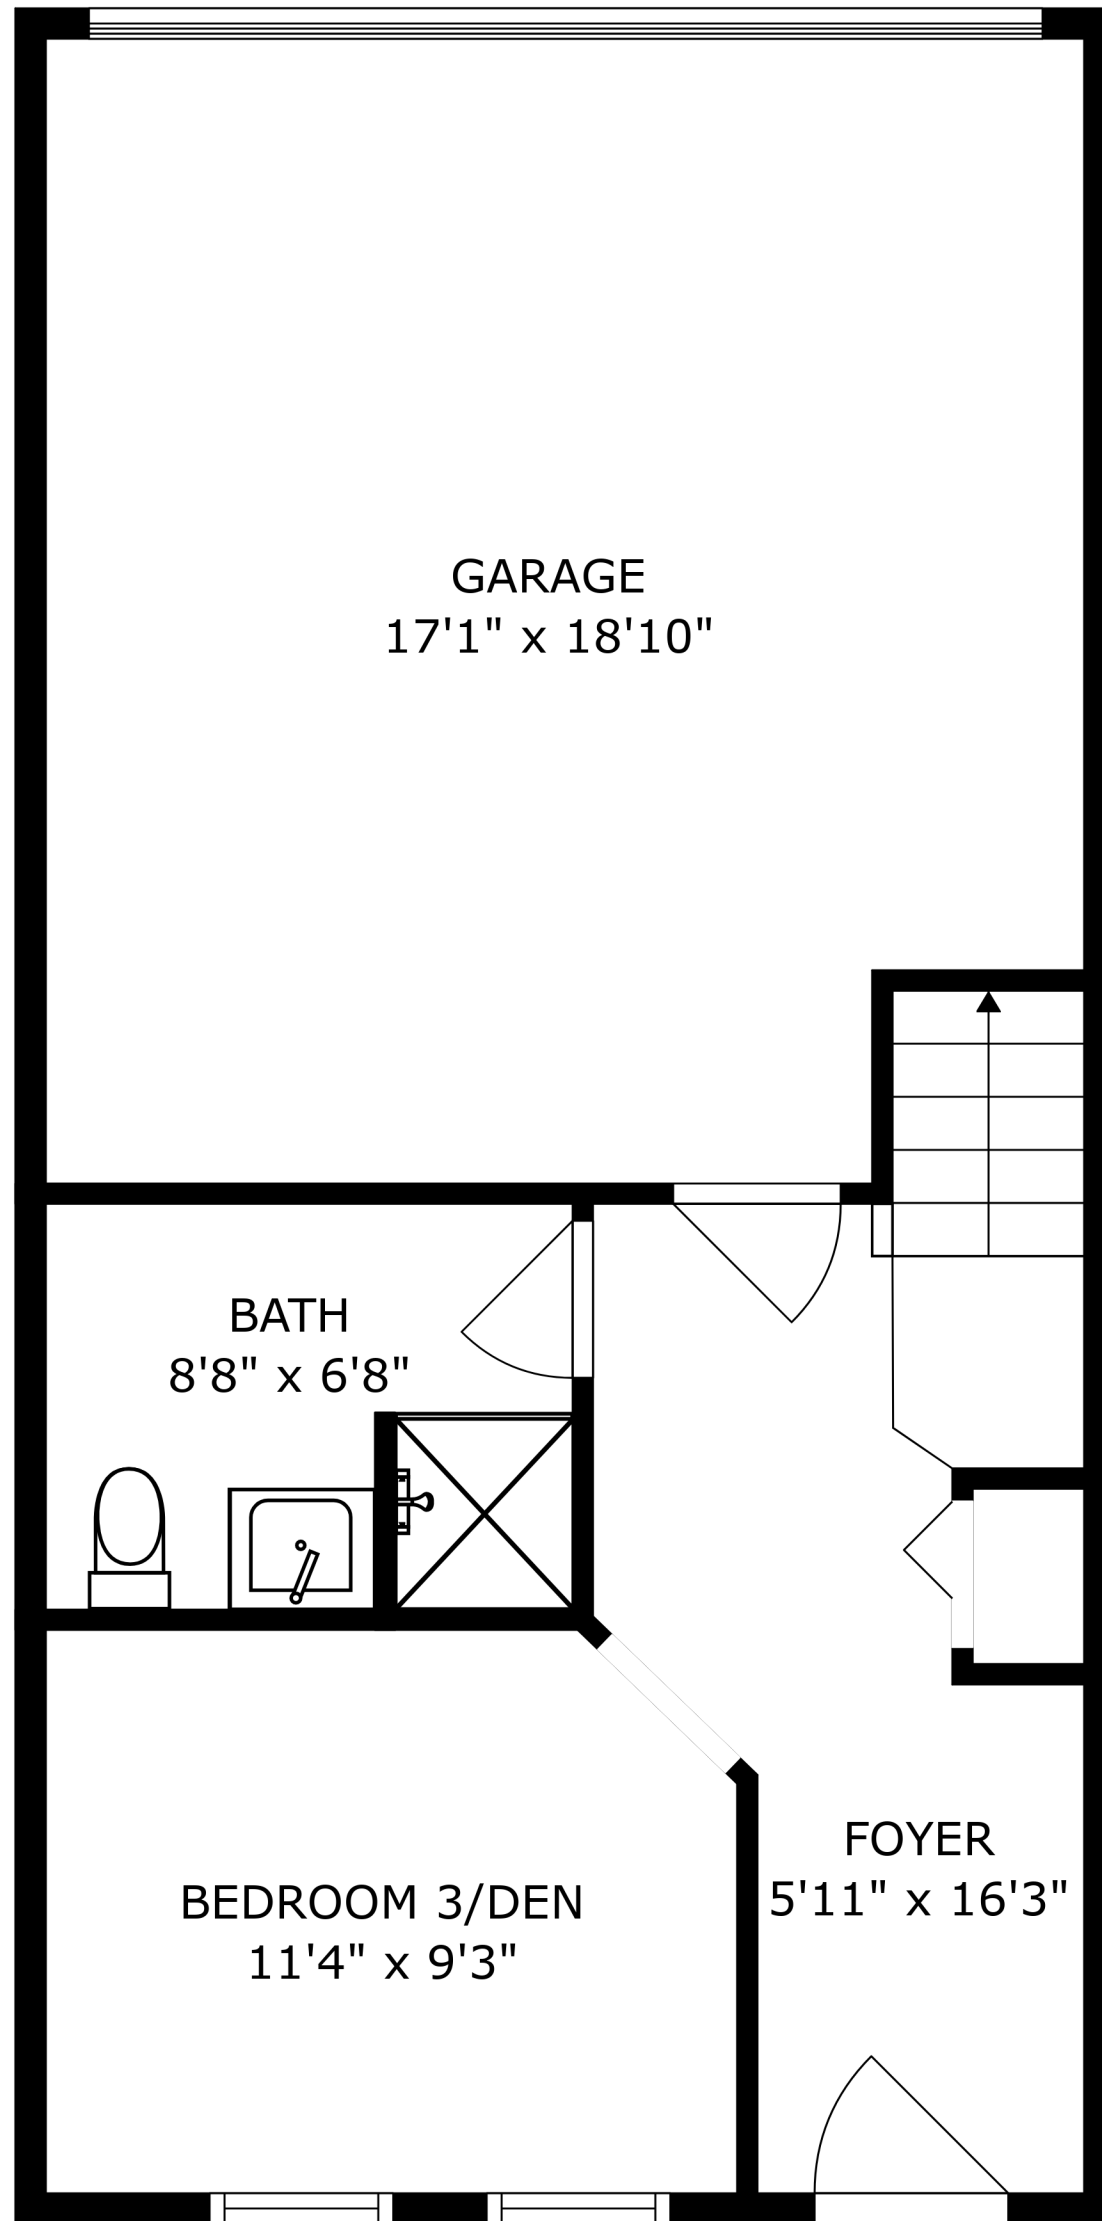 GARAGE
17'1" x 18'10"
BATH
8'8" x 6'8"
FOYER
5'11" x 16'3"
BEDROOM 3/DEN
11'4" x 9'3"